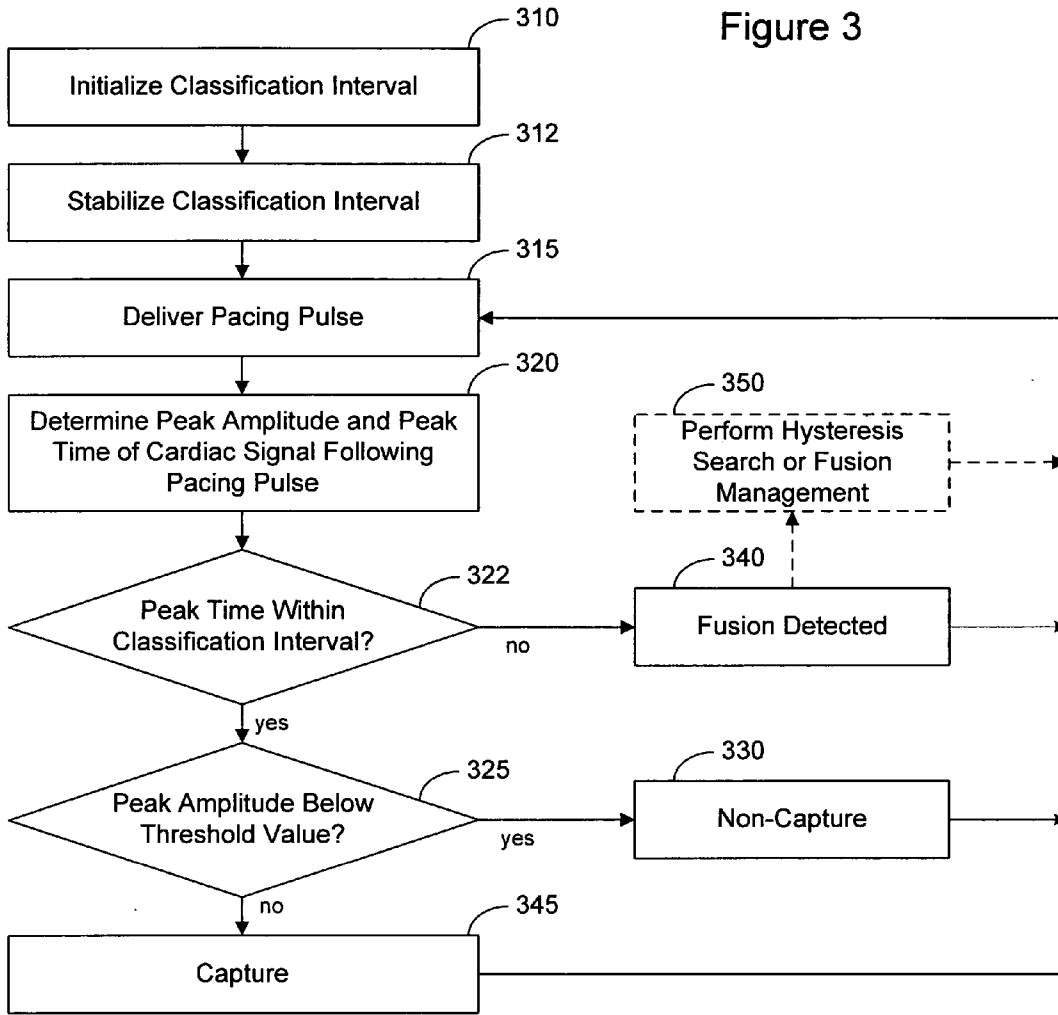 Figure 3
310
Initialize Classification Interval
312
Stabilize Classification Interval
315
Deliver Pacing Pulse
320
Determine Peak Amplitude and Peak
Time of Cardiac Signal Following
Pacing Pulse
350
Perform Hysteresis
Search or Fusion
Management
322
Peak Time Within
Classification Interval?
no
340
Fusion Detected
yes
325
Peak Amplitude Below
Threshold Value?
yes
330
Non-Capture
no
345
Capture